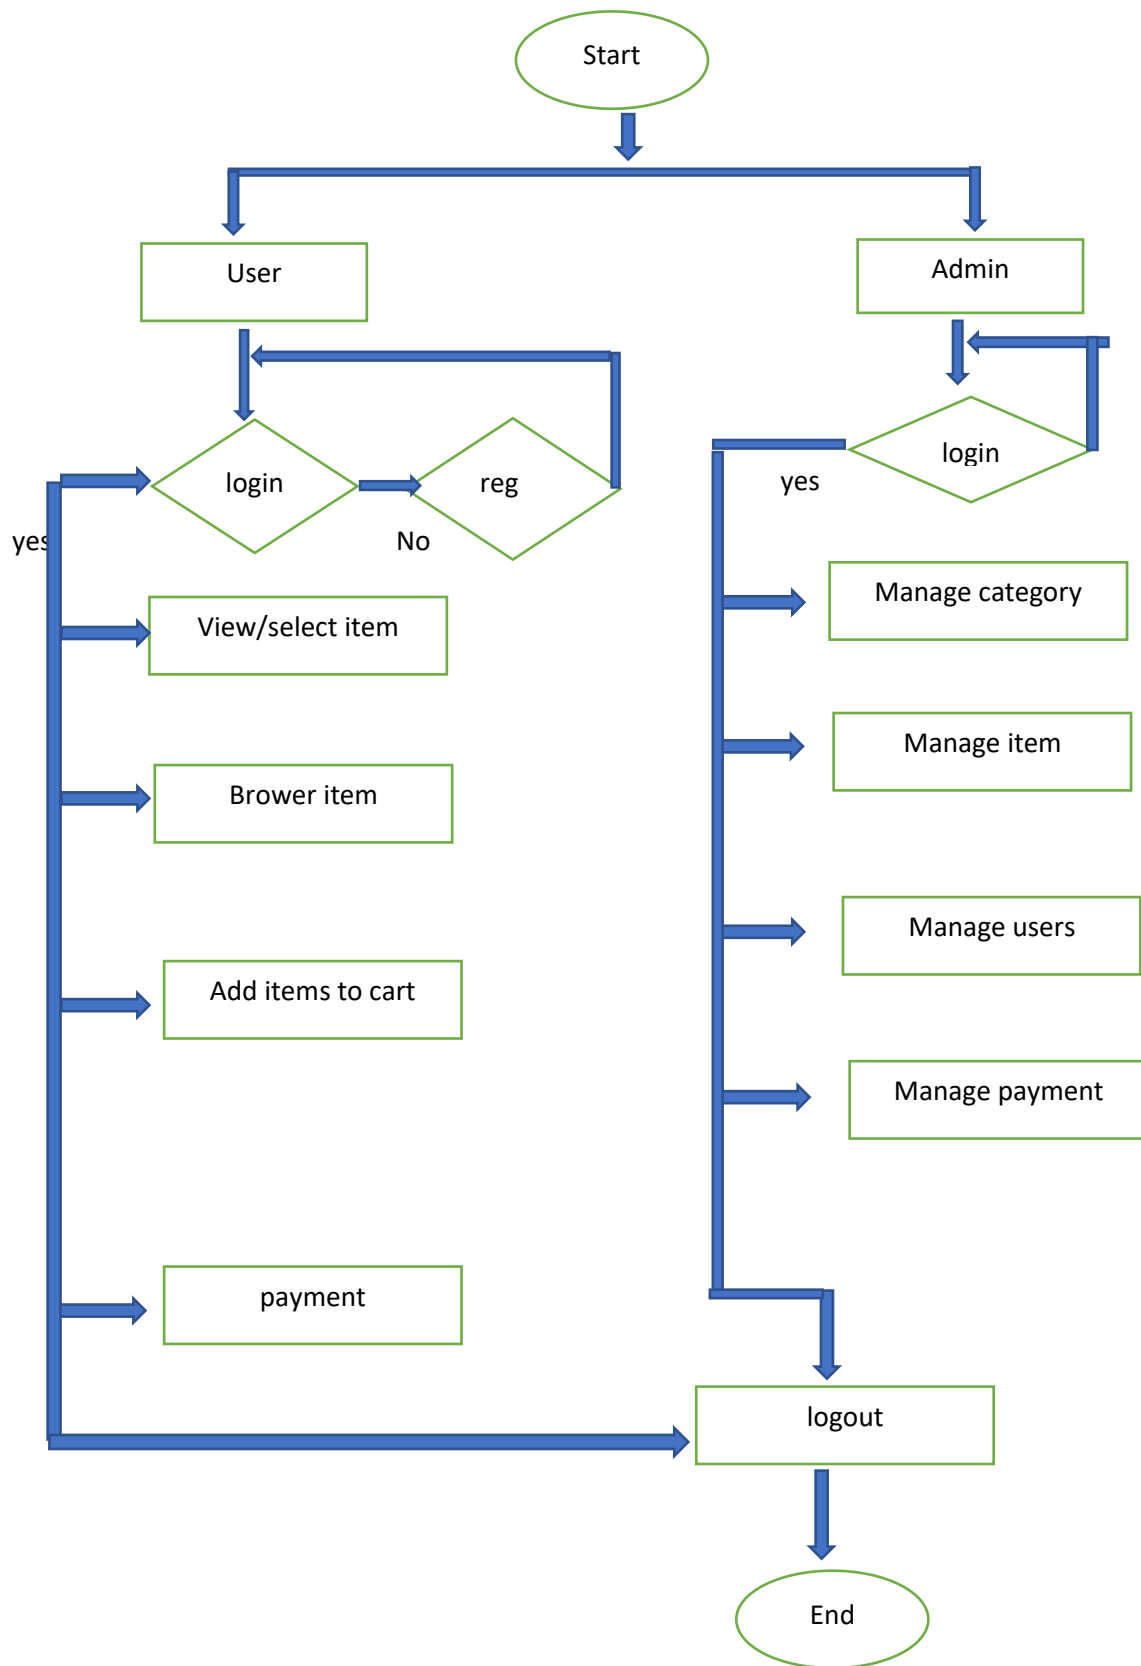 Start
User
Admin
login
reg
login
yes
yes
No
Manage category
View/select item
Manage item
Brower item
Manage users
Add items to cart
Manage payment
payment
logout
End